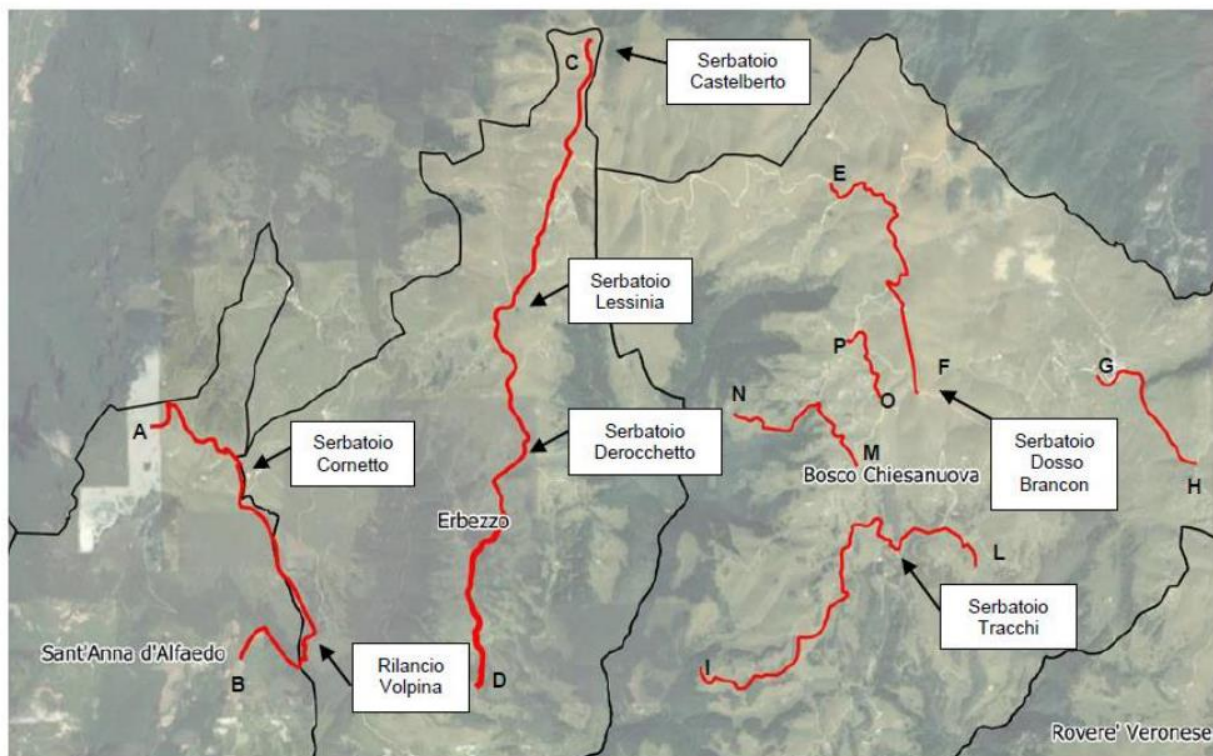 C
Serbatoio
Castelberto
E
Serbatoio
Lessinia
P
F
G
N
O
A
Serbatoio
Cornetto
Serbatoio
Derocchetto
M
Bosco Chiesanuova
Serbatoio
Dosso
Brancon
H
Erbezzo
L
Serbatoio
Tracchi
Sant'Anna d'Alfaedo
B
Rilancio
Volpina
D
I
Rovere' Veronese